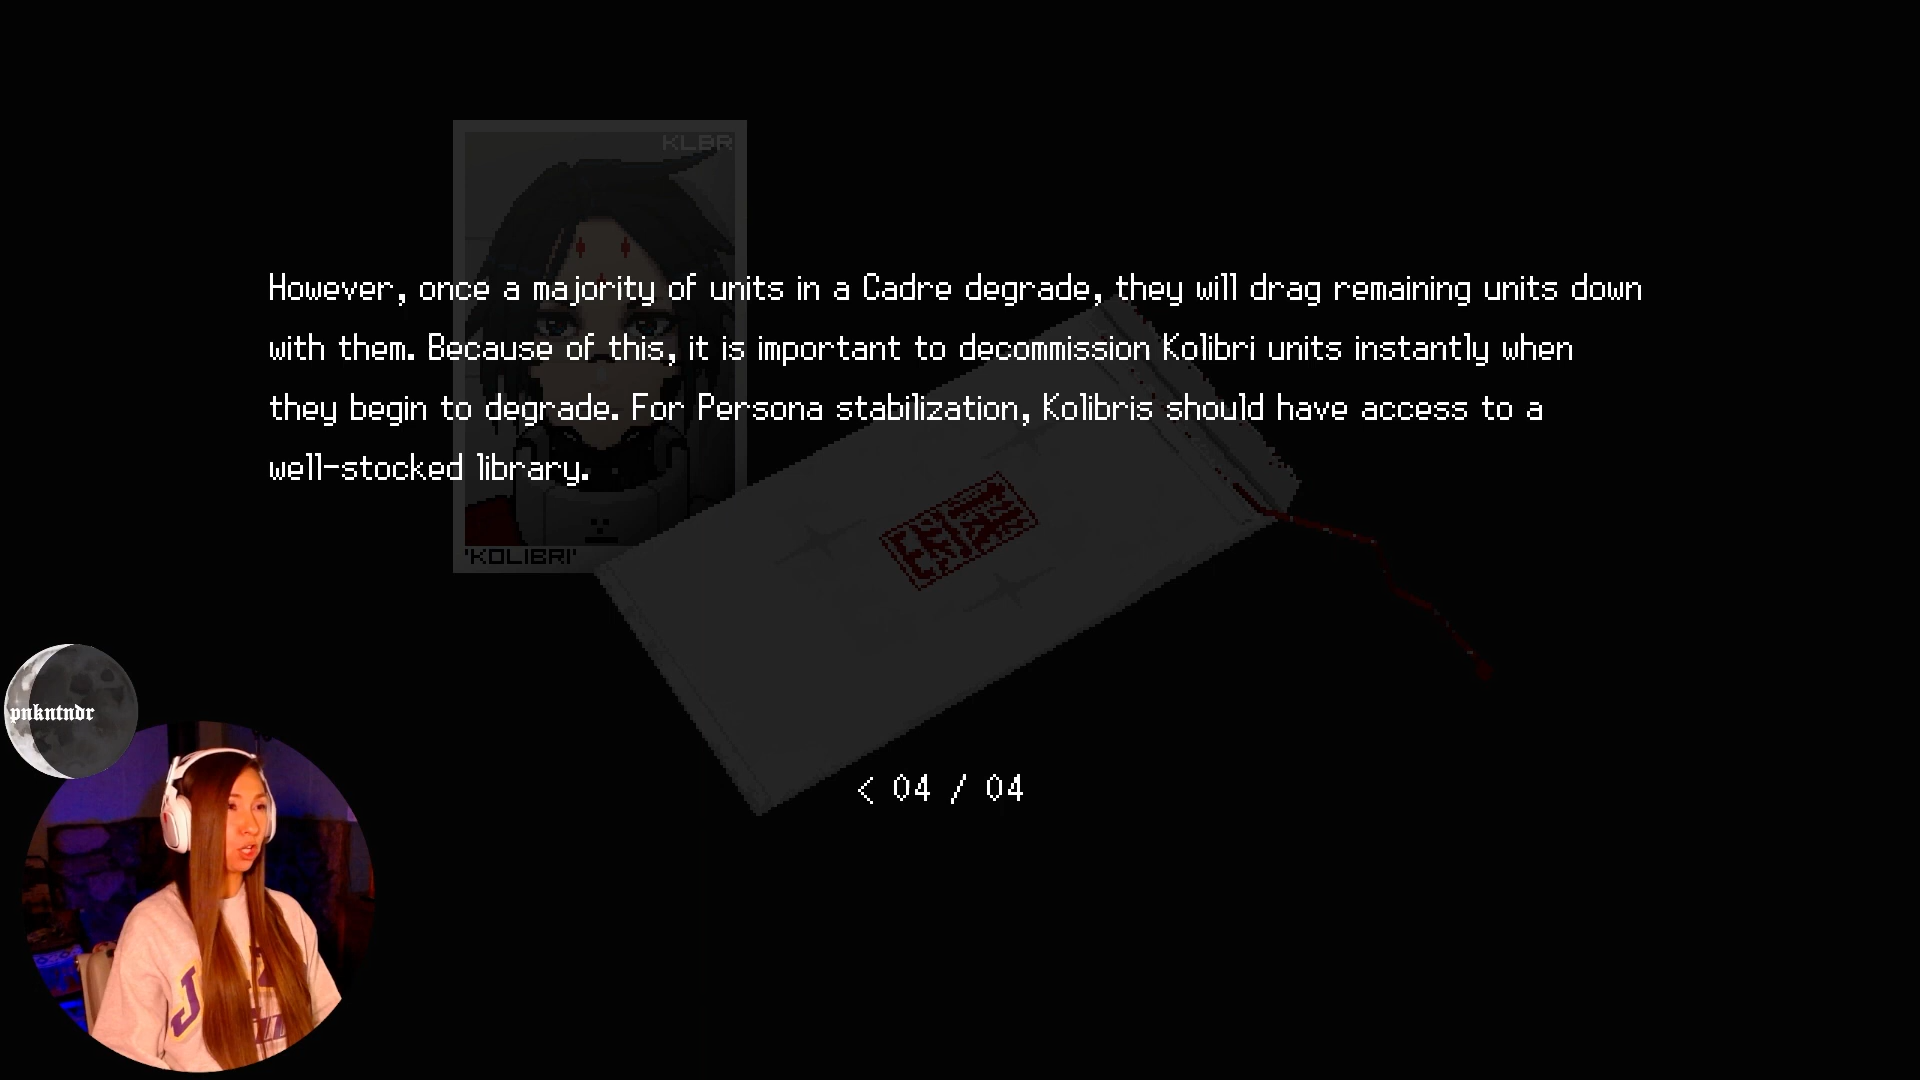 KLBR
However, once a majority of units in a Cadre degrade, they will drag remaining units down
with them. Because of this, it is important to decommission Kolibri units instantly when
they begin to degrade. For Persona stabilization, Kolibris should have access to a
well-stocked library.
'KOLIBRI'
pnkntndr
< 04 / 04
J